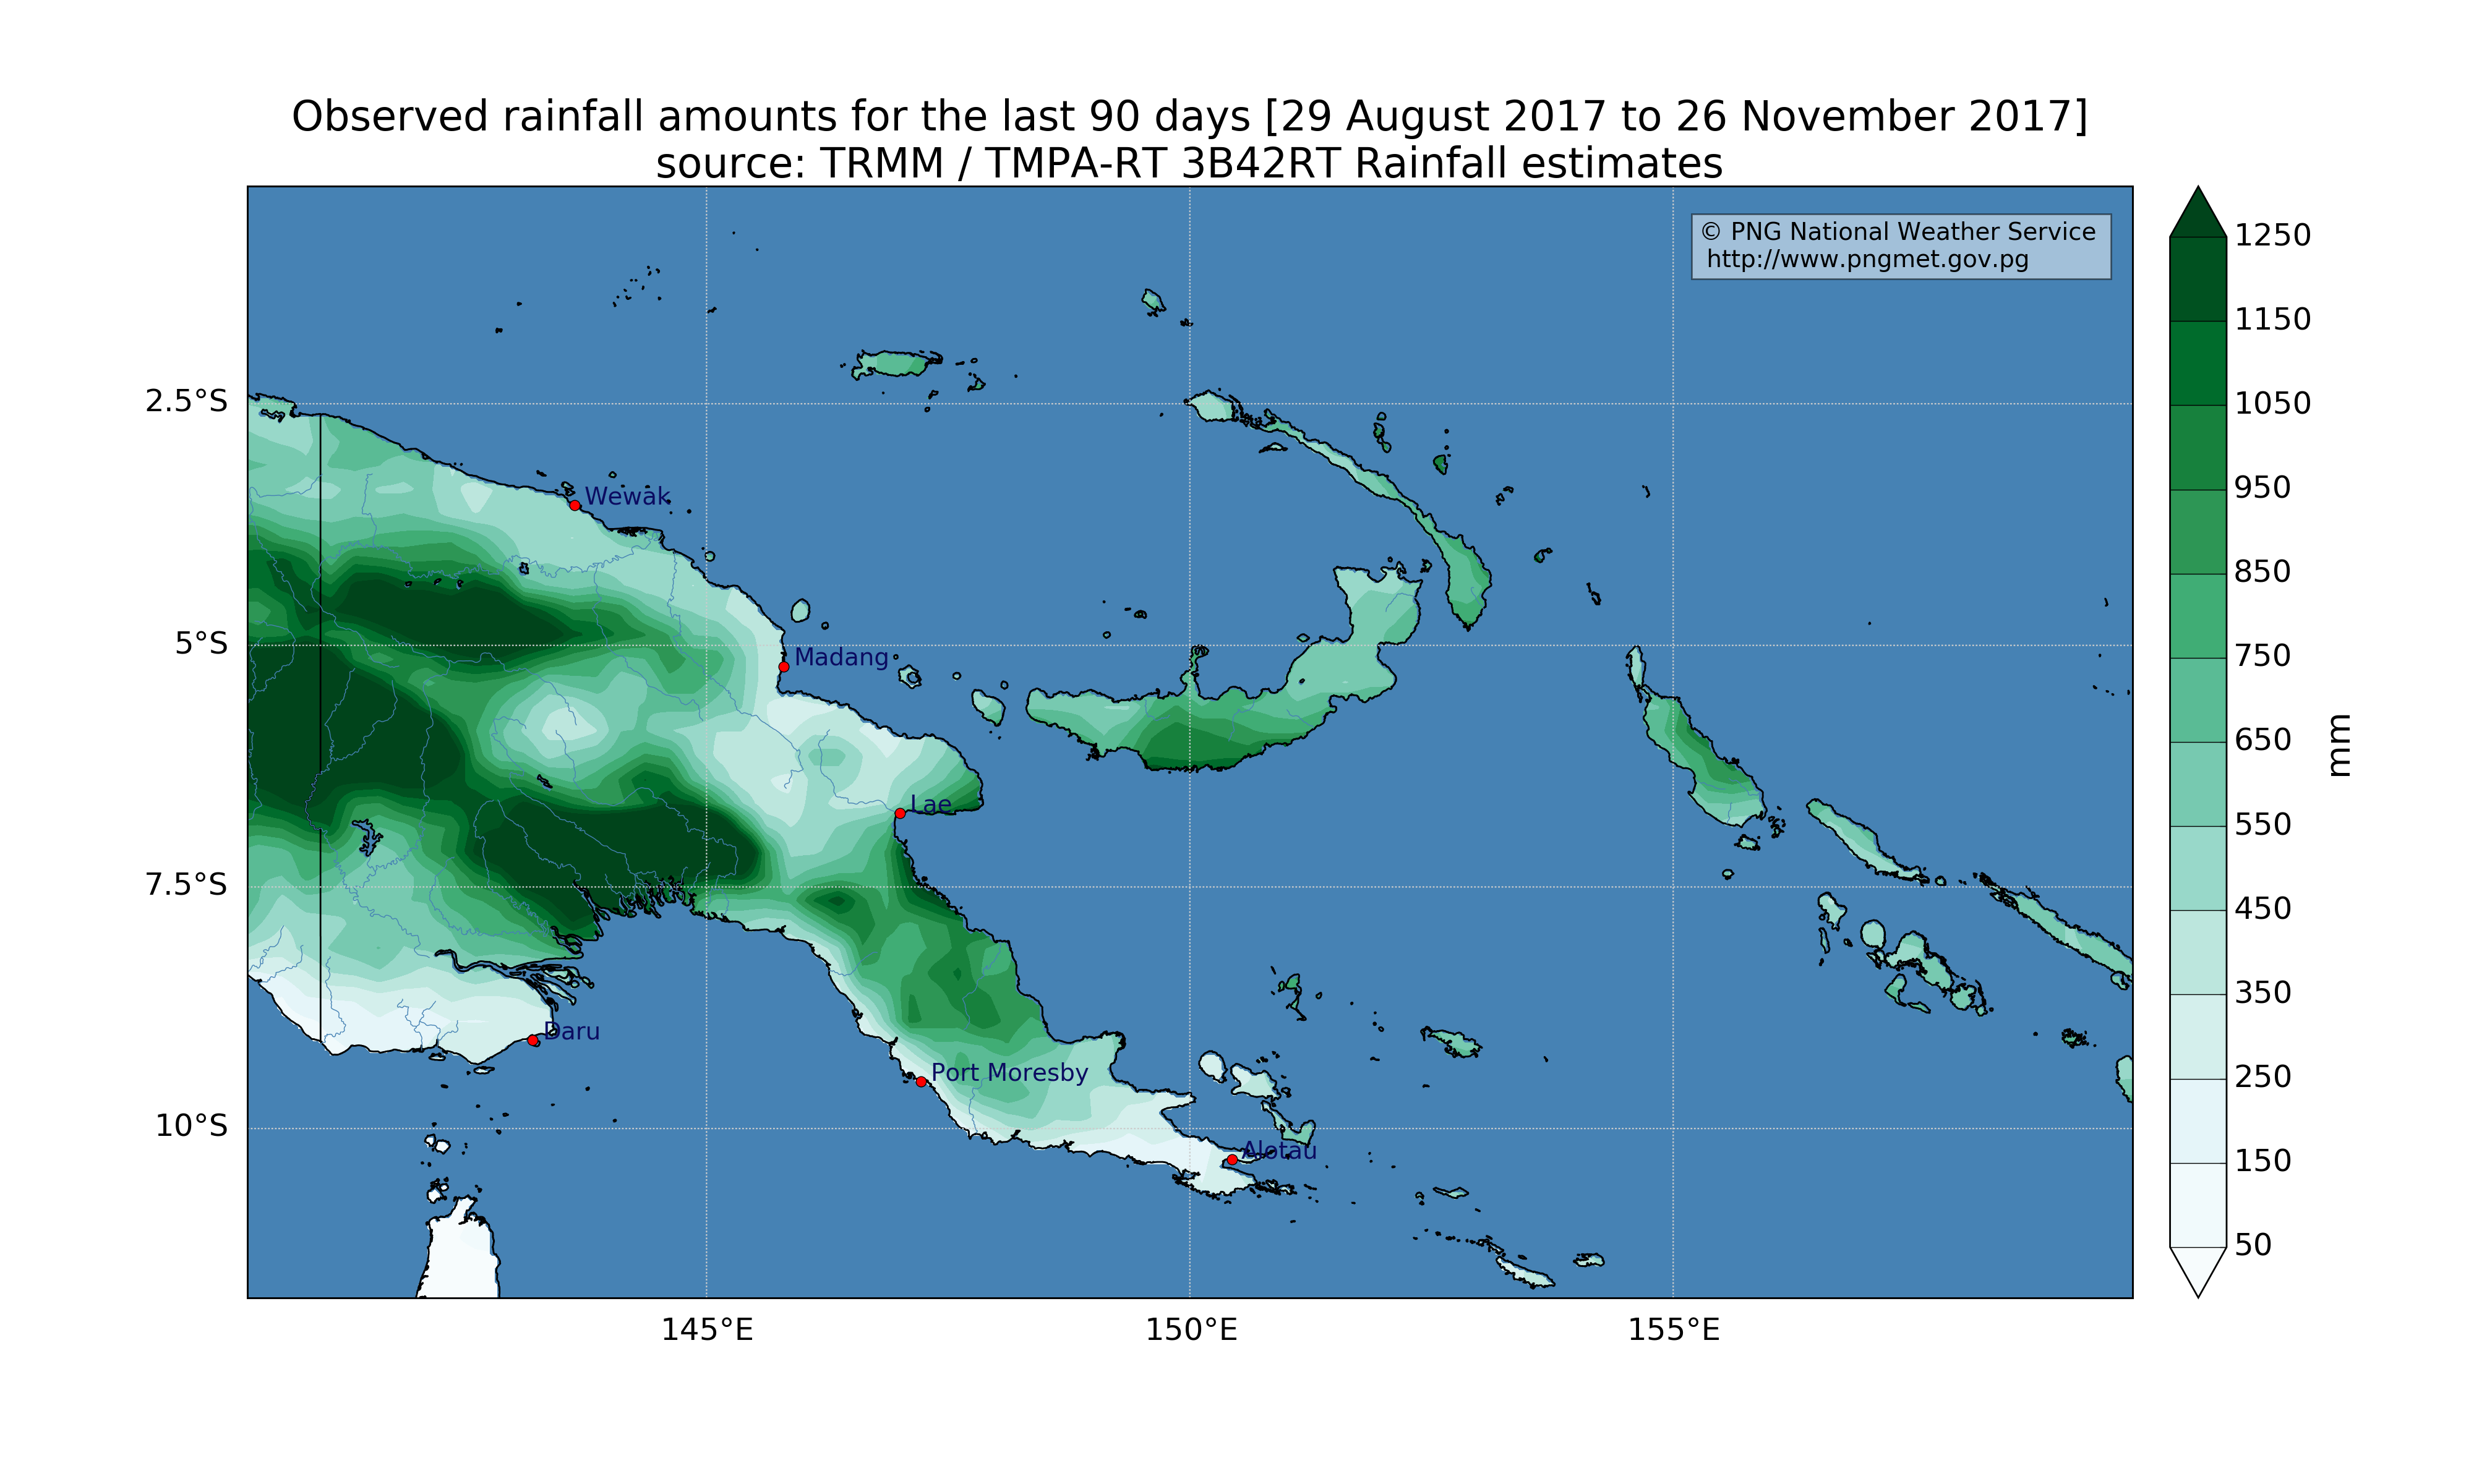 Observed rainfall amounts for the last 90 days [29 August 2017 to 26 November 2017]
source: TRMM / TMPA-RT 3B42RT Rainfall estimates
© PNG National Weather Service
http://www.pngmet.gov.pg
1250
1150
1050
950
850
750
650
550
450
350
250
150
50
mm
2.5°S
5°S
7.5°S
10°S
Wewak
Madang
Lae
Daru
Port Moresby
Alotau
145°E
150°E
155°E